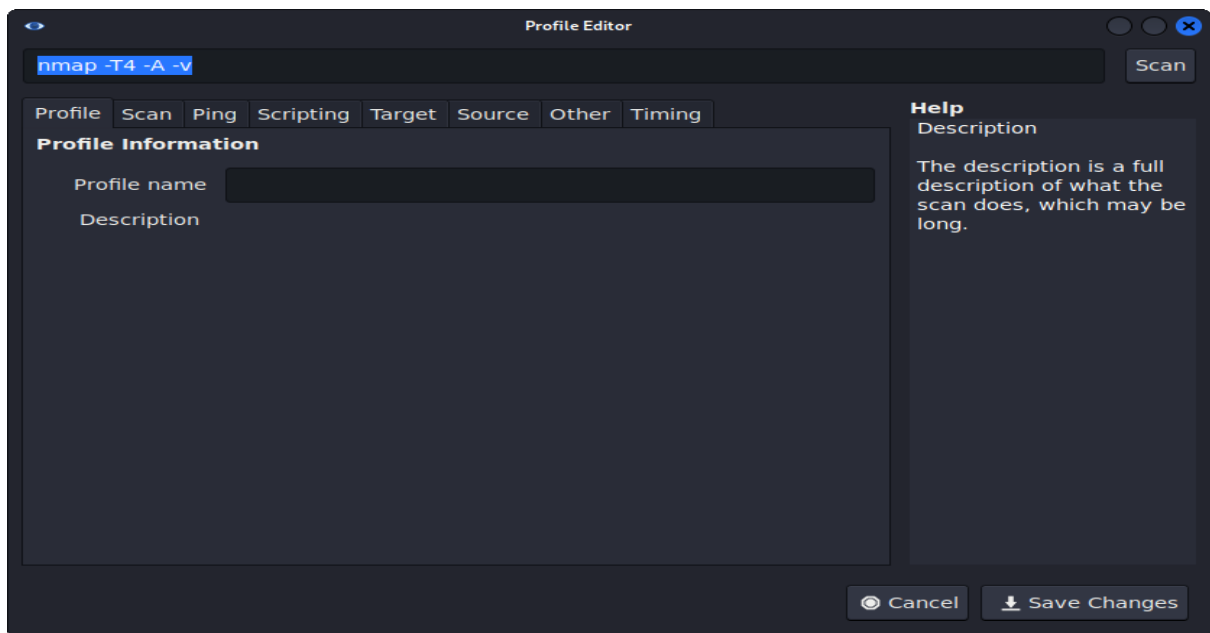 Profile Editor
nmap -T4 -A -v
Scan
Profile Scan Ping Scripting Target Source Other Timing
Profile Information
Profile name
Description
Help
Description
The description is a full
description of what the
scan does, which may be
long.
Cancel
Save Changes